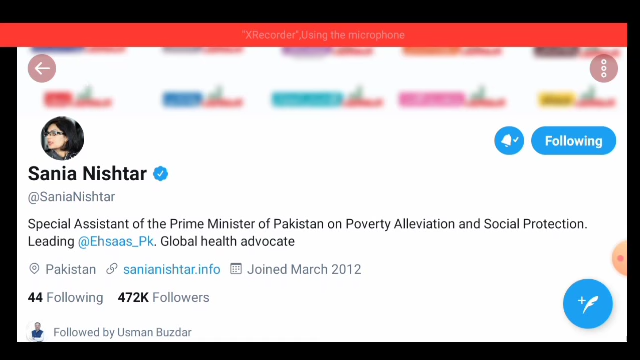 "XRecorder",Using the microphone
Following
Sania Nishtar
@SaniaNishtar
Special Assistant of the Prime Minister of Pakistan on Poverty Alleviation and Social Protection.
Leading @Ehsaas_Pk. Global health advocate
Pakistan sanianishtar.info Joined March 2012
44 Following 472K Followers
Followed by Usman Buzdar